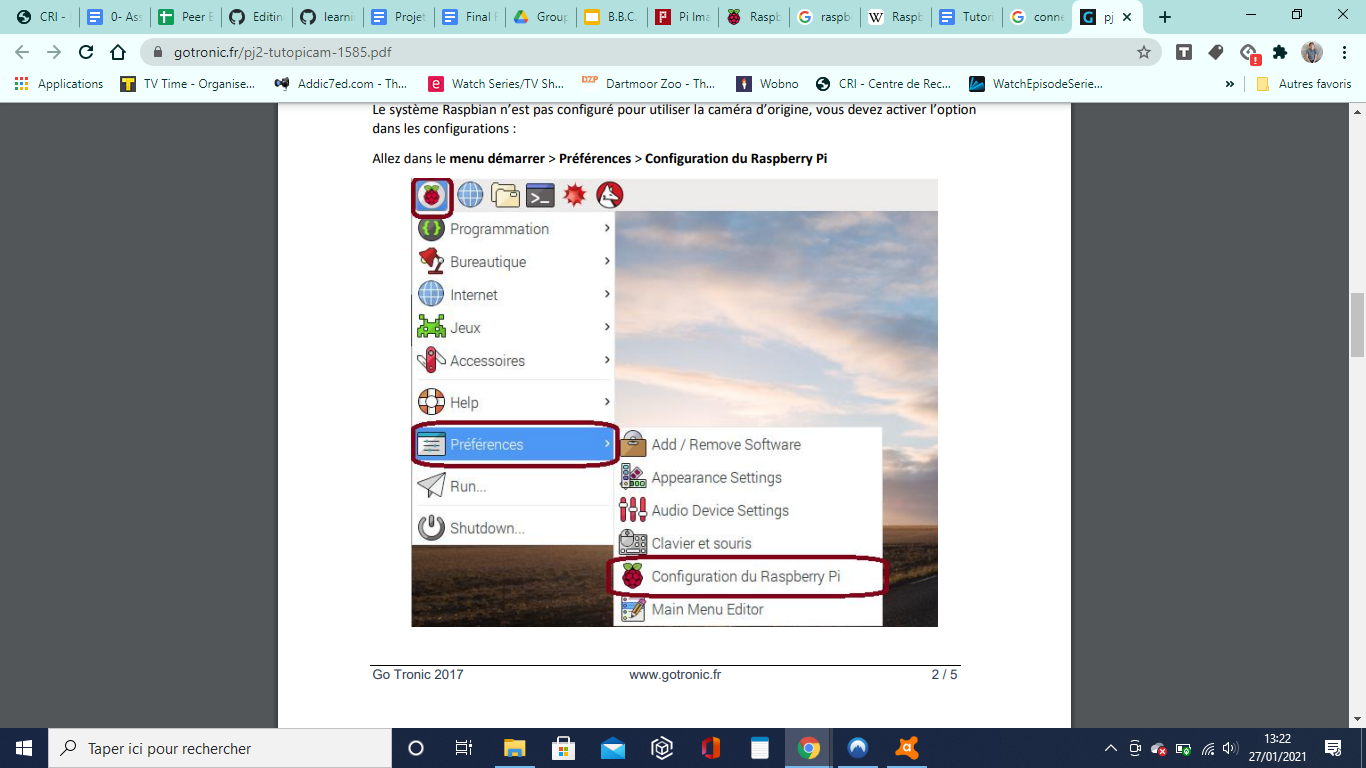 CRI -
0- Ass
Peer E
Editin
learnin
Projet
Final
Group
B.B.C.
Pi Ima
Raspb
raspb
Raspb
Tutori
conne
pj
gotronic.fr/pj2-tutopicam-1585.pdf
Applications
TV Time - Organise...
Addic7ed.com - Th...
Watch Series/TV Sh...
DZP
Dartmoor Zoo - Th...
Wobno
CRI - Centre de Rec...
WatchEpisodeSerie...
»
Autres favoris
Le système Raspbian n'est pas configuré pour utiliser la caméra d'origine, vous devez activer l'option
dans les configurations :
Allez dans le menu démarrer > Préférences > Configuration du Raspberry Pi
Programmation
Bureautique
Internet
Jeux
Accessoires
Help
Préférences
Run...
Shutdown...
Add / Remove Software
Appearance Settings
Audio Device Settings
Clavier et souris
Configuration du Raspberry Pi
Main Menu Editor
Go Tronic 2017 www.gotronic.fr 2 / 5
Taper ici pour rechercher
13:22
27/01/2021